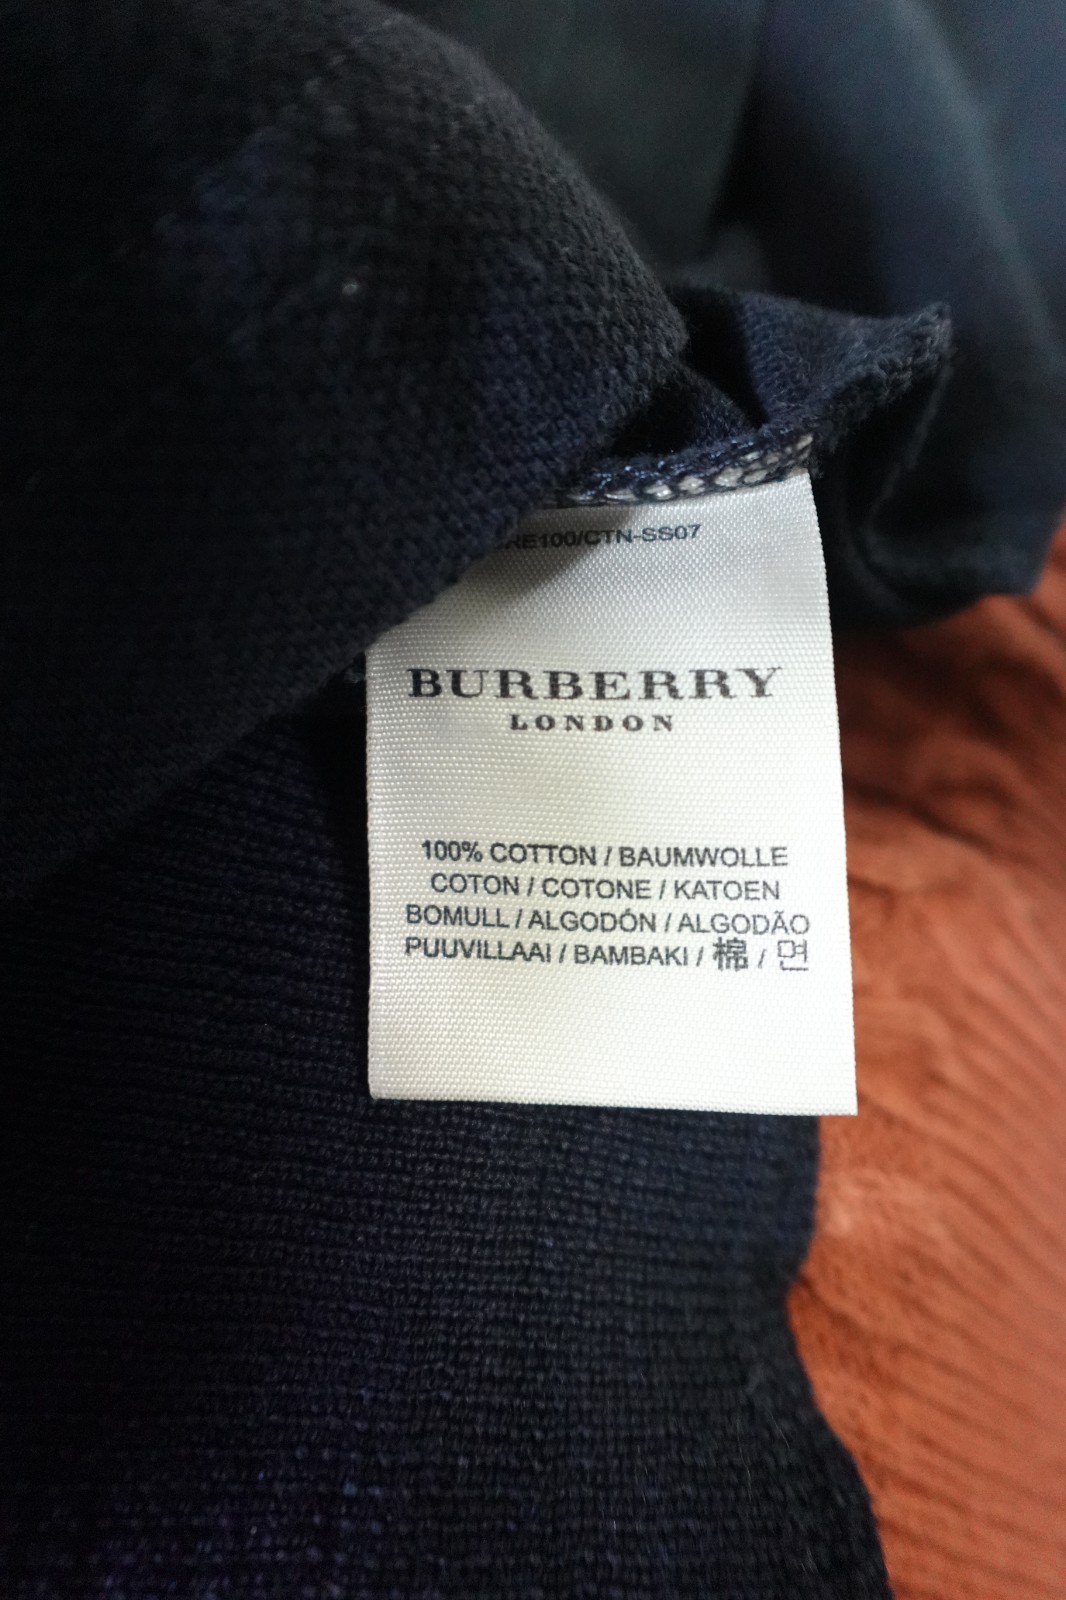 RE100/CTN-SS07
BURBERRY
LONDON
100% COTTON / BAUMWOLLE
COTON / COTONE / KATOEN
BOMULL / ALGODÓN / ALGODÃO
PUUVILLAAI / BAMBAKI / 棉 / 면